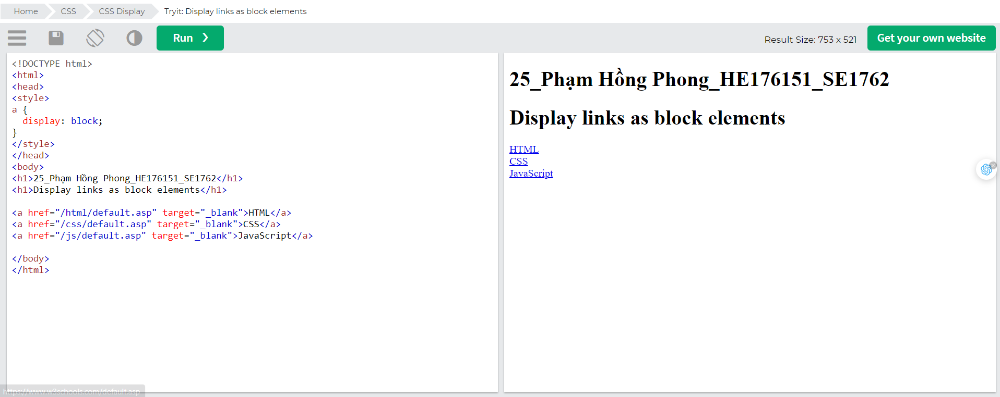 Home CSS CSS Display Tryit: Display links as block elements
Run ❯ Result Size: 753 x 521 Get your own website
<!DOCTYPE html>
<html>
<head>
<style>
a {
  display: block;
}
</style>
</head>
<body>
<h1>25_Phạm Hồng Phong_HE176151_SE1762</h1>
<h1>Display links as block elements</h1>
<a href="/html/default.asp" target="_blank">HTML</a>
<a href="/css/default.asp" target="_blank">CSS</a>
<a href="/js/default.asp" target="_blank">JavaScript</a>
</body>
</html>
25_Phạm Hồng Phong_HE176151_SE1762
Display links as block elements
HTML
CSS
JavaScript
https://www.w3schools.com/default.asp